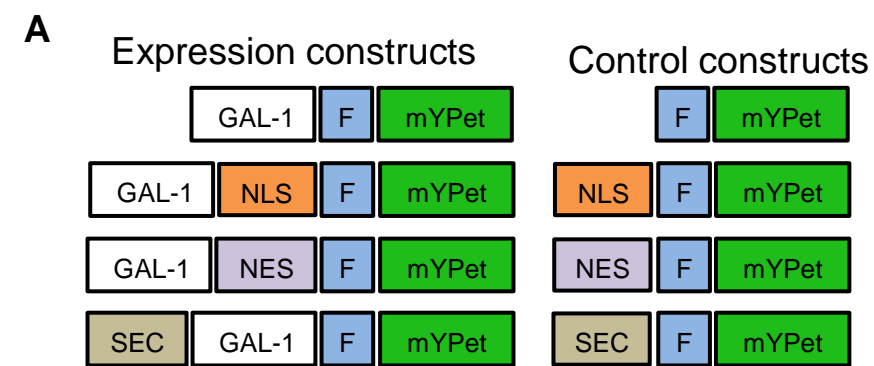 A
Expression constructs
Control constructs
GAL-1 F mYPet
F mYPet
GAL-1 NLS F mYPet
NLS F mYPet
GAL-1 NES F mYPet
NES F mYPet
SEC GAL-1 F mYPet
SEC F mYPet